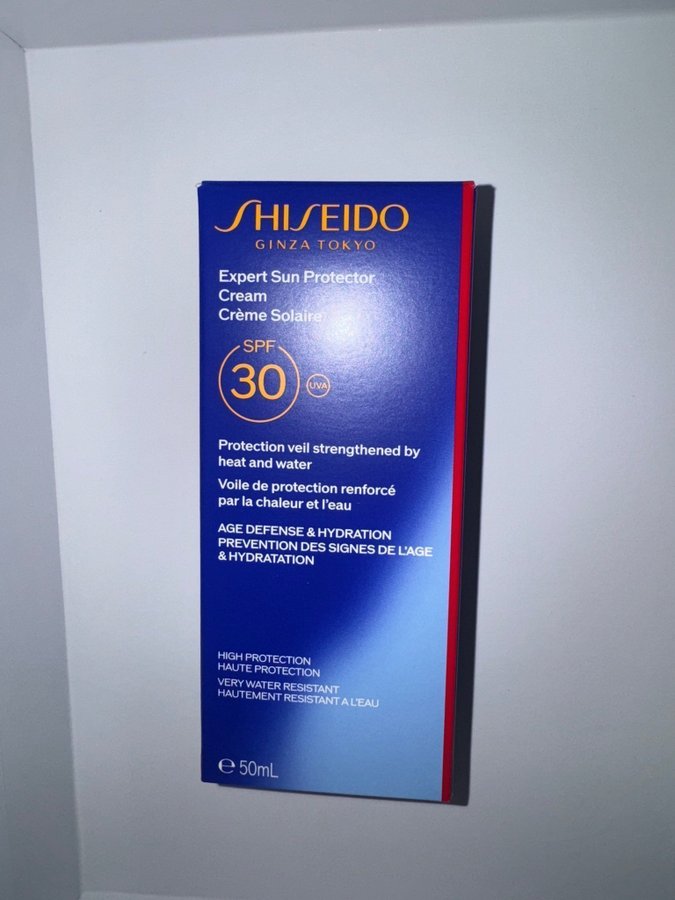 SHISEIDO
GINZA TOKYO
Expert Sun Protector
Cream
Crème Solaire
SPF
30
UVA
Protection veil strengthened by
heat and water
Voile de protection renforcé
par la chaleur et l'eau
AGE DEFENSE & HYDRATION
PREVENTION DES SIGNES DE L'AGE
& HYDRATATION
HIGH PROTECTION
HAUTE PROTECTION
VERY WATER RESISTANT
HAUTEMENT RESISTANT A L'EAU
℮ 50mL